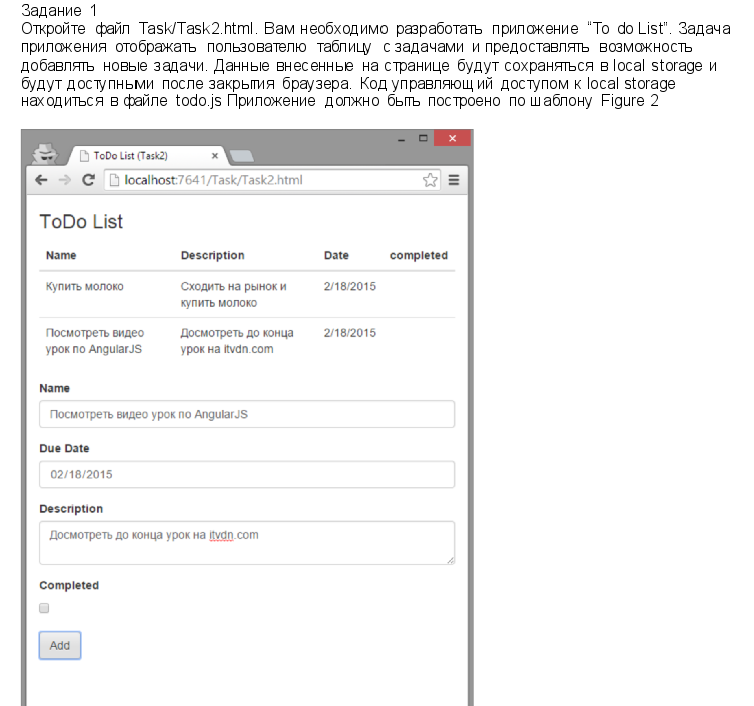 Задание 1
Откройте файл Task/Task2.html. Вам необходимо разработать приложение “To do List”. Задача
приложения отображать пользователю таблицу с задачами и предоставлять возможность
добавлять новые задачи. Данные внесенные на странице будут сохраняться в local storage и
будут доступными после закрытия браузера. Код управляющий доступом к local storage
находиться в файле todo.js Приложение должно быть построено по шаблону Figure 2
ToDo List (Task2)
localhost:7641/Task/Task2.html
ToDo List
Name Description Date completed
Купить молоко Сходить на рынок и 2/18/2015
купить молоко
Посмотреть видео Досмотреть до конца 2/18/2015
урок по AngularJS урок на itvdn.com
Name
Посмотреть видео урок по AngularJS
Due Date
02/18/2015
Description
Досмотреть до конца урок на itvdn.com
Completed
Add